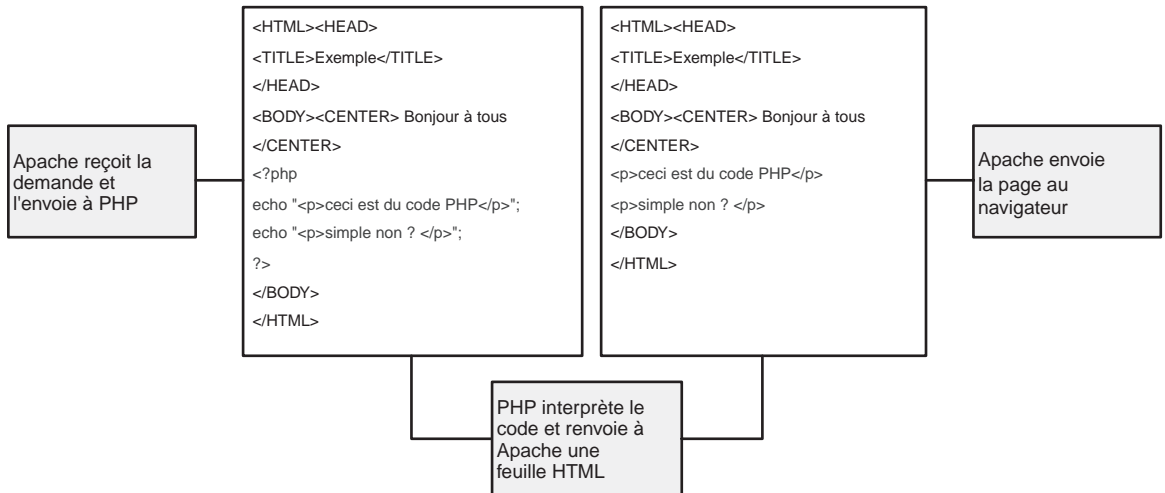 Apache reçoit la
demande et
l'envoie à PHP
<HTML><HEAD>
<TITLE>Exemple</TITLE>
</HEAD>
<BODY><CENTER> Bonjour à tous
</CENTER>
<?php
echo "<p>ceci est du code PHP</p>";
echo "<p>simple non ? </p>";
?>
</BODY>
</HTML>
PHP interprète le
code et renvoie à
Apache une
feuille HTML
<HTML><HEAD>
<TITLE>Exemple</TITLE>
</HEAD>
<BODY><CENTER> Bonjour à tous
</CENTER>
<p>ceci est du code PHP</p>
<p>simple non ? </p>
</BODY>
</HTML>
Apache envoie
la page au
navigateur